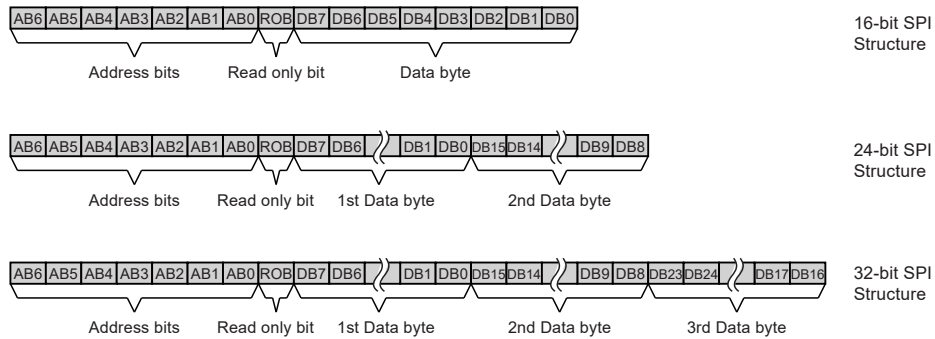 AB6 AB5 AB4 AB3 AB2 AB1 AB0 ROB DB7 DB6 DB5 DB4 DB3 DB2 DB1 DB0
16-bit SPI
Structure
Address bits Read only bit Data byte
AB6 AB5 AB4 AB3 AB2 AB1 AB0 ROB DB7 DB6 DB1 DB0 DB15 DB14 DB9 DB8
24-bit SPI
Structure
Address bits Read only bit 1st Data byte 2nd Data byte
AB6 AB5 AB4 AB3 AB2 AB1 AB0 ROB DB7 DB6 DB1 DB0 DB15 DB14 DB9 DB8 DB23 DB24 DB17 DB16
32-bit SPI
Structure
Address bits Read only bit 1st Data byte 2nd Data byte 3rd Data byte